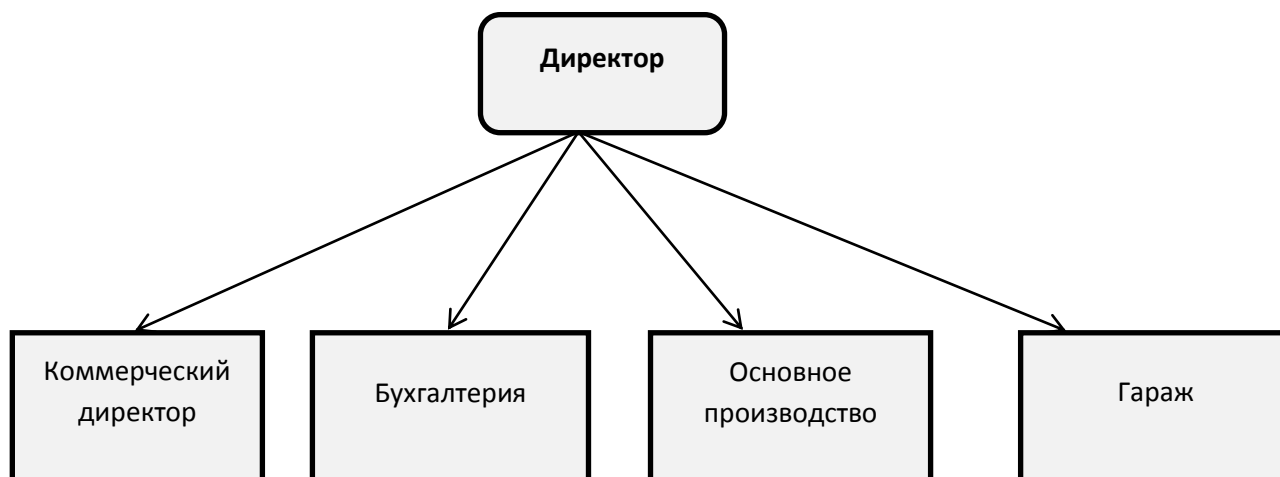 Директор
Коммерческий
директор
Бухгалтерия
Основное
производство
Гараж